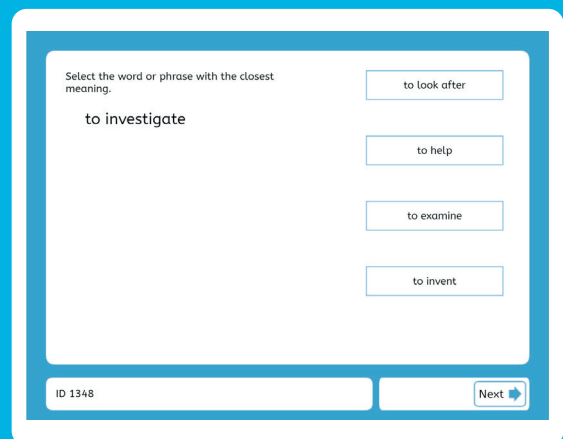 Select the word or phrase with the closest
meaning.
to investigate
to look after
to help
to examine
to invent
ID 1348
Next